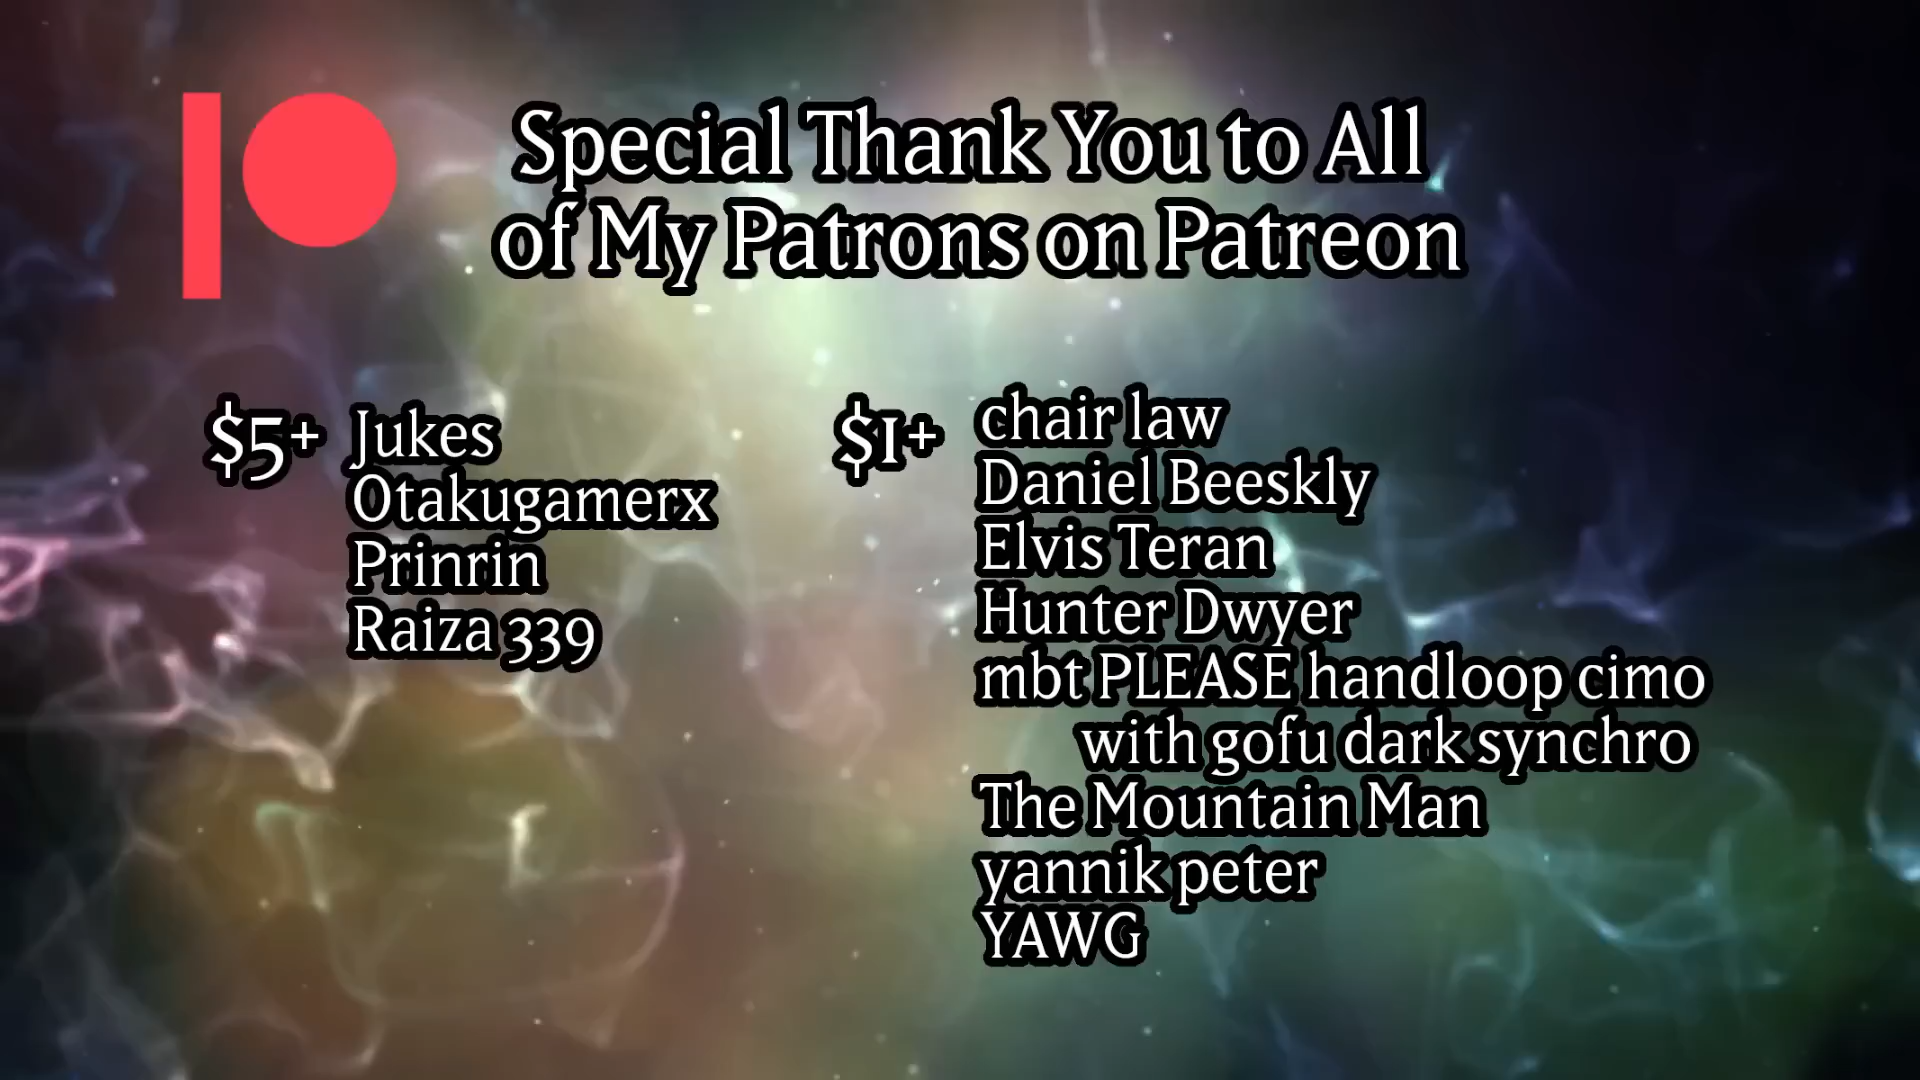 Special Thank You to All
of My Patrons on Patreon
$5+
Jukes
Otakugamerx
Prinrin
Raiza 339
$1+
chair law
Daniel Beeskly
Elvis Teran
Hunter Dwyer
mbt PLEASE handloop cimo
with gofu dark synchro
The Mountain Man
yannik peter
YAWG